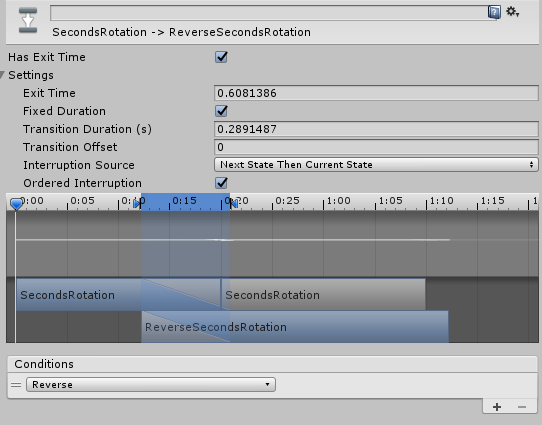 SecondsRotation -> ReverseSecondsRotation
Has Exit Time
Settings
Exit Time 0.6081386
Fixed Duration
Transition Duration (s) 0.2891487
Transition Offset 0
Interruption Source Next State Then Current State
Ordered Interruption
0:00 0:05 0:10 0:15 0:20 0:25 1:00 1:05 1:10 1:15 1:
SecondsRotation SecondsRotation
ReverseSecondsRotation
Conditions
Reverse